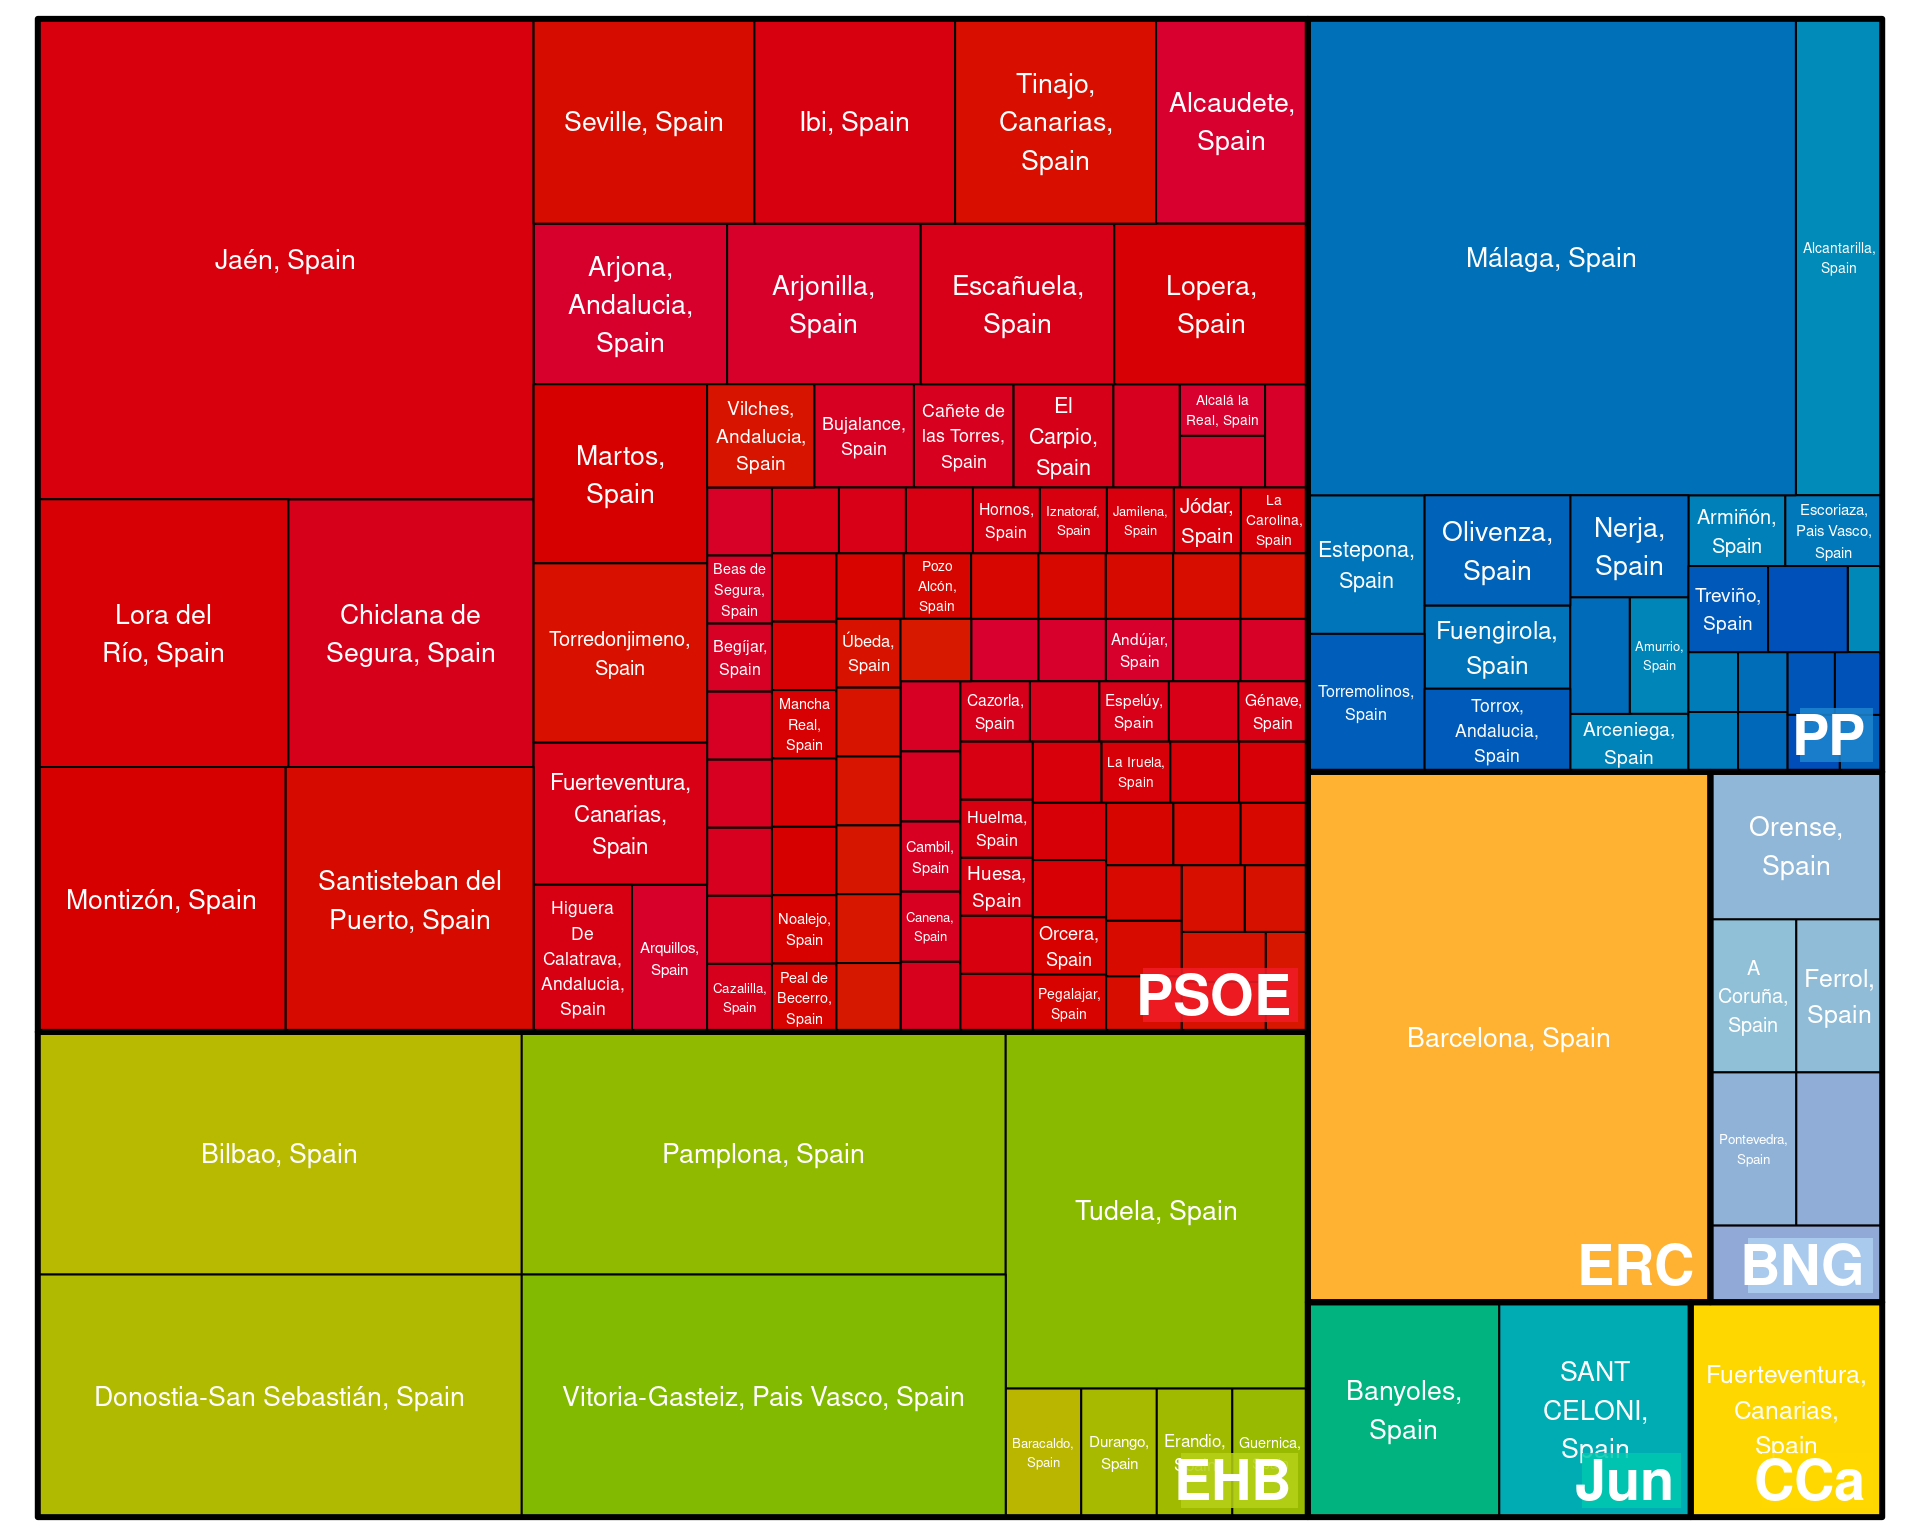 Jaén, Spain
Seville, Spain
Ibi, Spain
Tinajo,
Canarias,
Spain
Alcaudete,
Spain
Arjona,
Andalucia,
Spain
Arjonilla,
Spain
Escañuela,
Spain
Lopera,
Spain
Lora del
Río, Spain
Chiclana de
Segura, Spain
Montizón, Spain
Santisteban del
Puerto, Spain
Martos,
Spain
Torredonjimeno,
Spain
Fuerteventura,
Canarias,
Spain
Higuera
De
Calatrava,
Andalucia,
Spain
Arquillos,
Spain
Vilches,
Andalucia,
Spain
Bujalance,
Spain
Cañete de
las Torres,
Spain
El
Carpio,
Spain
Alcalá la
Real, Spain
Hornos,
Spain
Iznatoraf,
Spain
Jamilena,
Spain
Jódar,
Spain
La
Carolina,
Spain
Beas de
Segura,
Spain
Pozo
Alcón,
Spain
Begíjar,
Spain
Úbeda,
Spain
Andújar,
Spain
Mancha
Real,
Spain
Cazorla,
Spain
Espelúy,
Spain
Génave,
Spain
La Iruela,
Spain
Huelma,
Spain
Cambil,
Spain
Huesa,
Spain
Noalejo,
Spain
Canena,
Spain
Orcera,
Spain
Cazalilla,
Spain
Peal de
Becerro,
Spain
Pegalajar,
Spain
PSOE
Málaga, Spain
Alcantarilla,
Spain
Estepona,
Spain
Olivenza,
Spain
Nerja,
Spain
Armiñón,
Spain
Escoriaza,
Pais Vasco,
Spain
Treviño,
Spain
Fuengirola,
Spain
Amurrio,
Spain
Torremolinos,
Spain
Torrox,
Andalucia,
Spain
Arceniega,
Spain
PP
Barcelona, Spain
ERC
Orense,
Spain
A
Coruña,
Spain
Ferrol,
Spain
Pontevedra,
Spain
BNG
Bilbao, Spain
Pamplona, Spain
Tudela, Spain
Donostia-San Sebastián, Spain
Vitoria-Gasteiz, Pais Vasco, Spain
Baracaldo,
Spain
Durango,
Spain
Erandio,
Guernica,
EHB
Banyoles,
Spain
SANT
CELONI,
Spain
Jun
Fuerteventura,
Canarias,
Spain
CCa